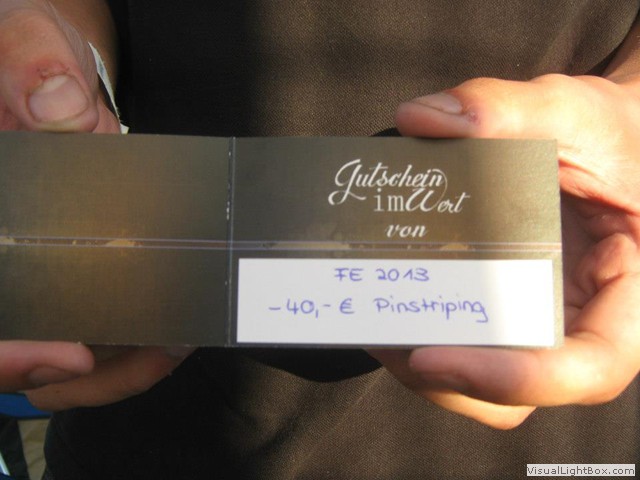 Gutschein
im Wert
von
FE 2013
-40,- € Pinstriping
VisualLightBox.com